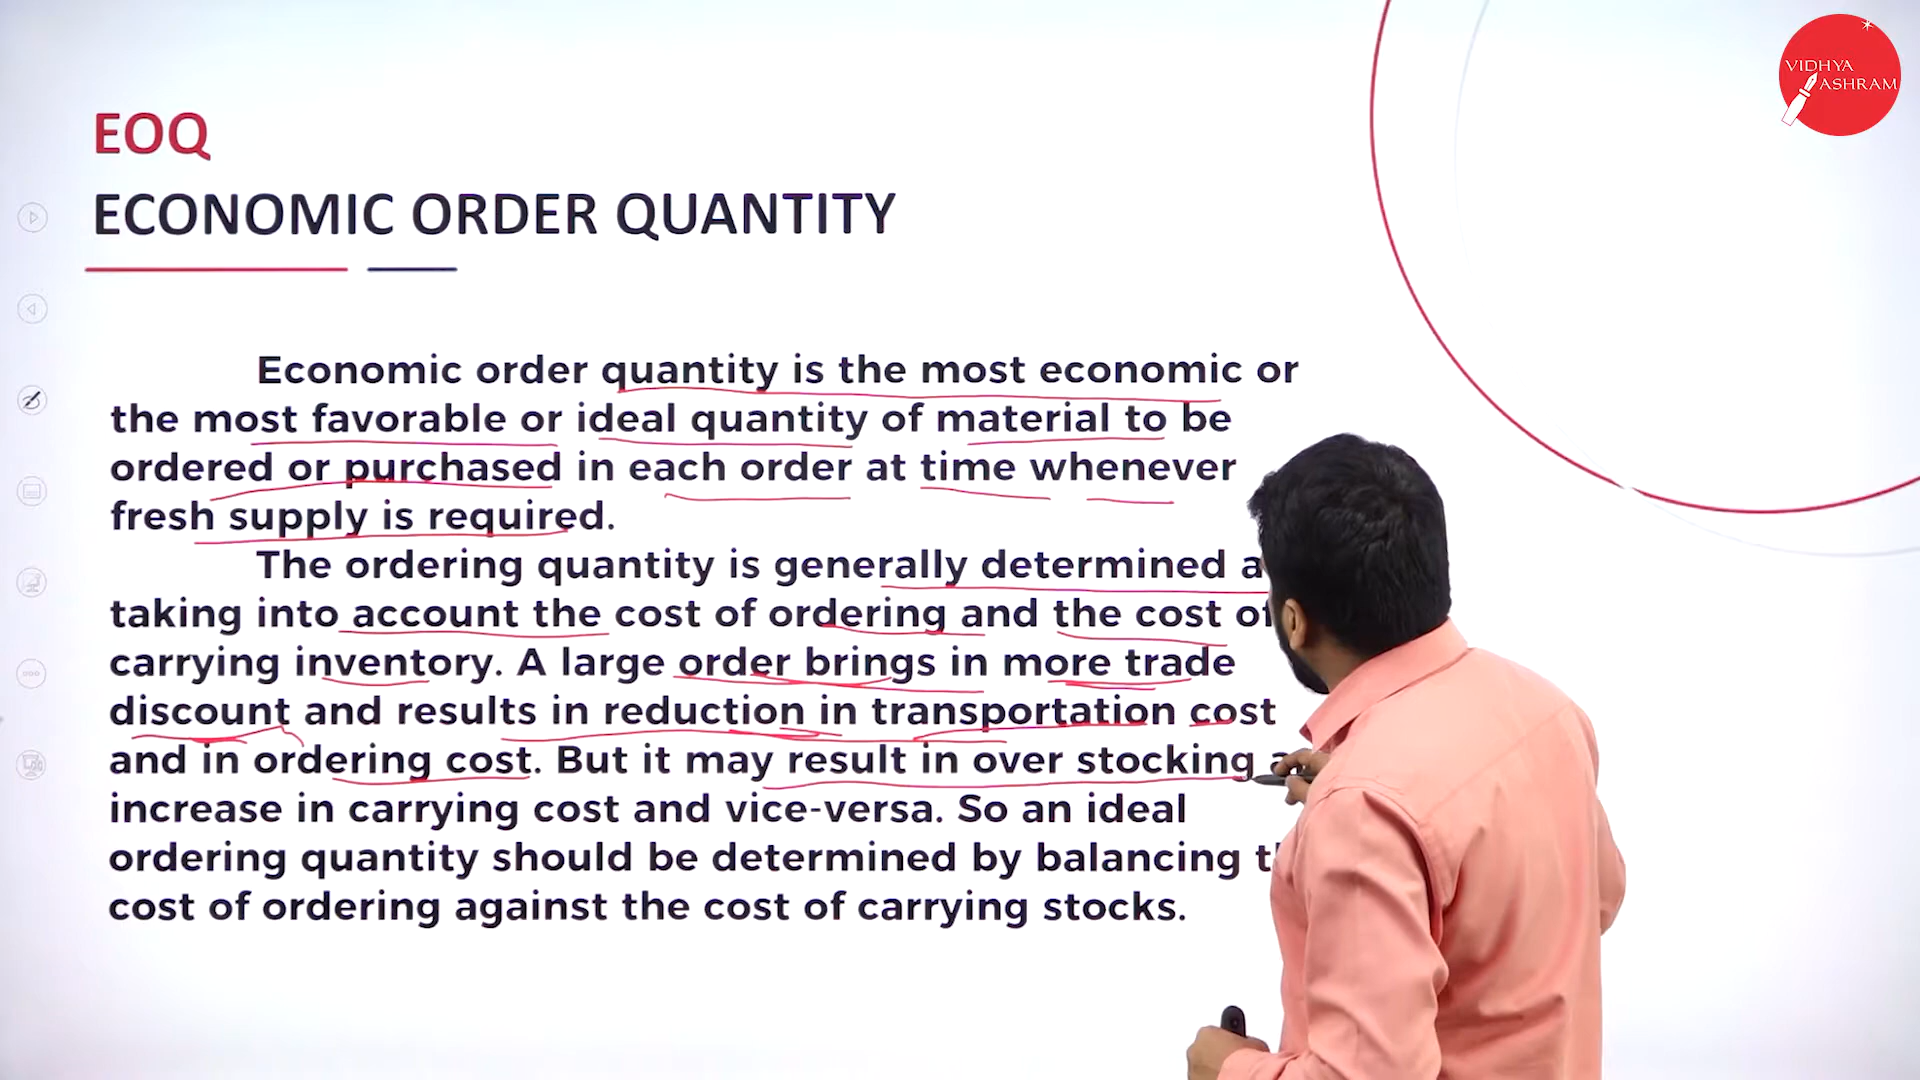 VIDHYA
ASHRAM
EOQ
ECONOMIC ORDER QUANTITY
Economic order quantity is the most economic or
the most favorable or ideal quantity of material to be
ordered or purchased in each order at time whenever
fresh supply is required.
The ordering quantity is generally determined
taking into account the cost of ordering and the cost of
carrying inventory. A large order brings in more trade
discount and results in reduction in transportation cost
and in ordering cost. But it may result in over stocking
increase in carrying cost and vice-versa. So an ideal
ordering quantity should be determined by balancing
cost of ordering against the cost of carrying stocks.